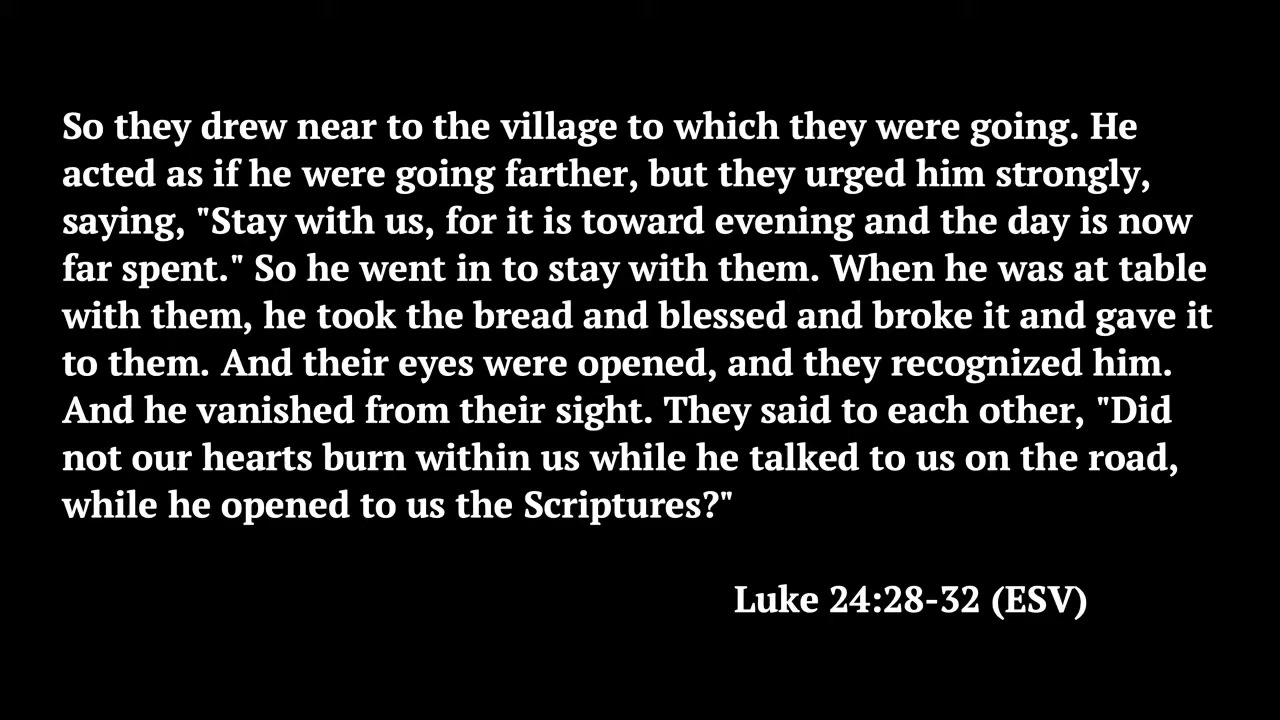 So they drew near to the village to which they were going. He
acted as if he were going farther, but they urged him strongly,
saying, "Stay with us, for it is toward evening and the day is now
far spent." So he went in to stay with them. When he was at table
with them, he took the bread and blessed and broke it and gave it
to them. And their eyes were opened, and they recognized him.
And he vanished from their sight. They said to each other, "Did
not our hearts burn within us while he talked to us on the road,
while he opened to us the Scriptures?"
Luke 24:28-32 (ESV)